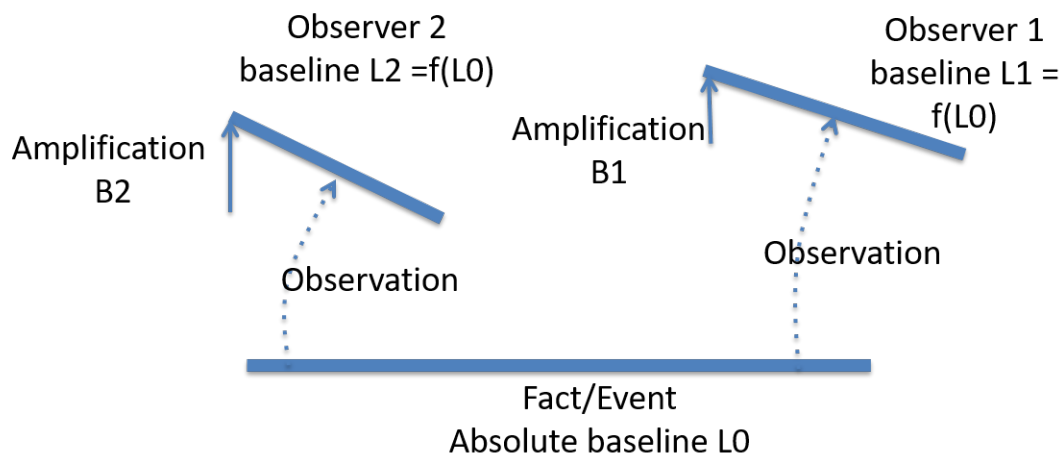 Observer 2
baseline L2 =f(L0)
Amplification
B2
Observation
Observer 1
baseline L1 =
f(L0)
Amplification
B1
Observation
Fact/Event
Absolute baseline L0